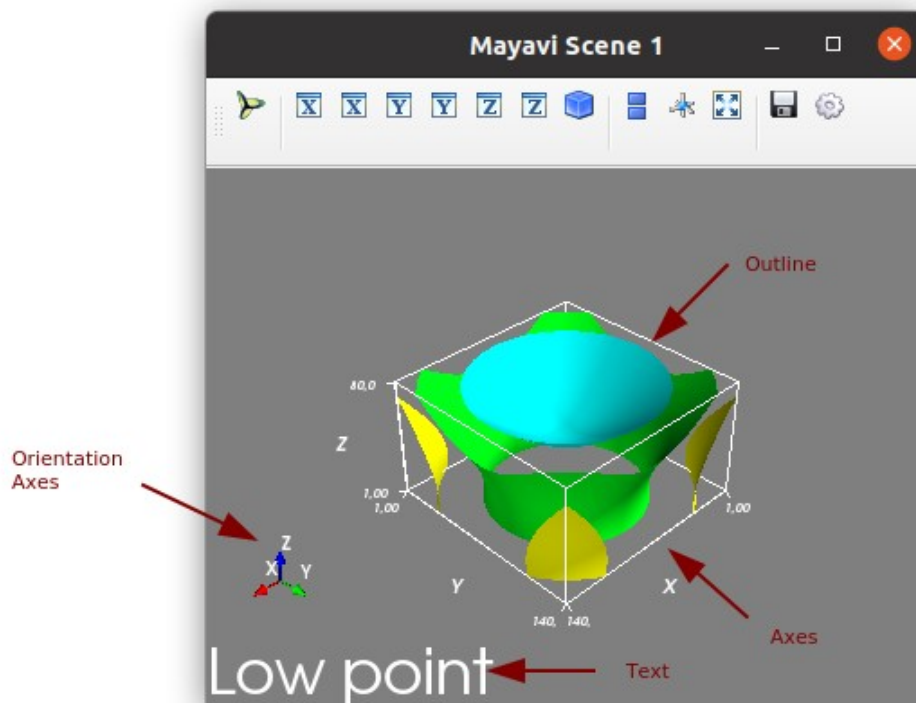 Mayavi Scene 1
X X Y Y Z Z
Outline
80,0
Z
Orientation
Axes
1,00
1,00
1,00
Z
X Y
Y
X
140, 140,
Axes
Low point
Text